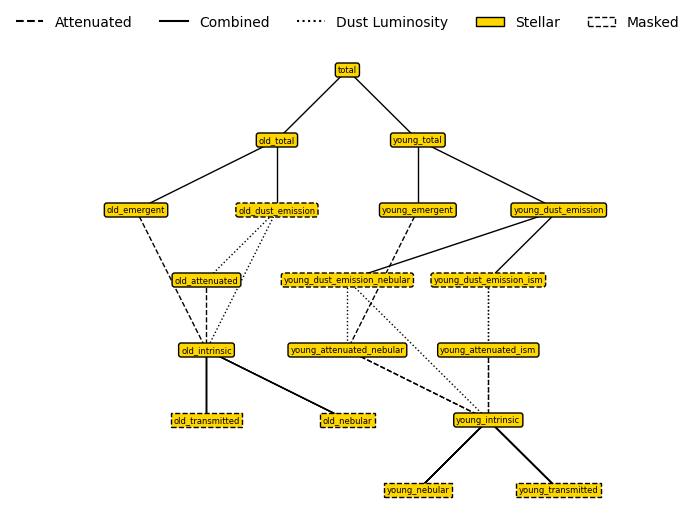 Attenuated Combined Dust Luminosity Stellar Masked
total
old_total young_total
old_emergent old_dust_emission young_emergent young_dust_emission
old_attenuated young_dust_emission_nebular young_dust_emission_ism
old_intrinsic young_attenuated_nebular young_attenuated_ism
old_transmitted old_nebular young_intrinsic
young_nebular young_transmitted